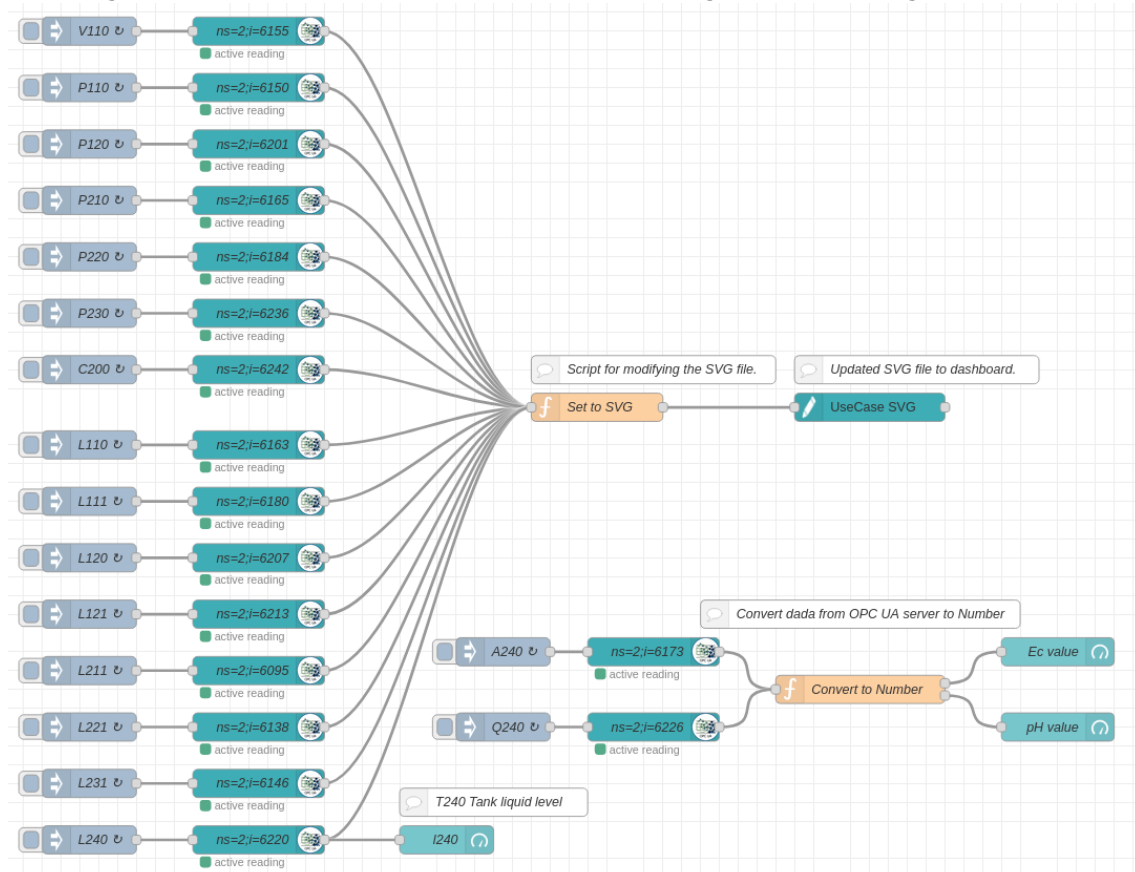 V110 ↻ ns=2;i=6155
active reading
P110 ↻ ns=2;i=6150
active reading
P120 ↻ ns=2;i=6201
active reading
P210 ↻ ns=2;i=6165
active reading
P220 ↻ ns=2;i=6184
active reading
P230 ↻ ns=2;i=6236
active reading
C200 ↻ ns=2;i=6242
active reading
Script for modifying the SVG file.
Updated SVG file to dashboard.
Set to SVG
UseCase SVG
L110 ↻ ns=2;i=6163
active reading
L111 ↻ ns=2;i=6180
active reading
L120 ↻ ns=2;i=6207
active reading
L121 ↻ ns=2;i=6213
active reading
L211 ↻ ns=2;i=6095
active reading
L221 ↻ ns=2;i=6138
active reading
L231 ↻ ns=2;i=6146
active reading
L240 ↻ ns=2;i=6220
active reading
T240 Tank liquid level
l240
Convert dada from OPC UA server to Number
A240 ↻ ns=2;i=6173
active reading
Q240 ↻ ns=2;i=6226
active reading
Convert to Number
Ec value
pH value